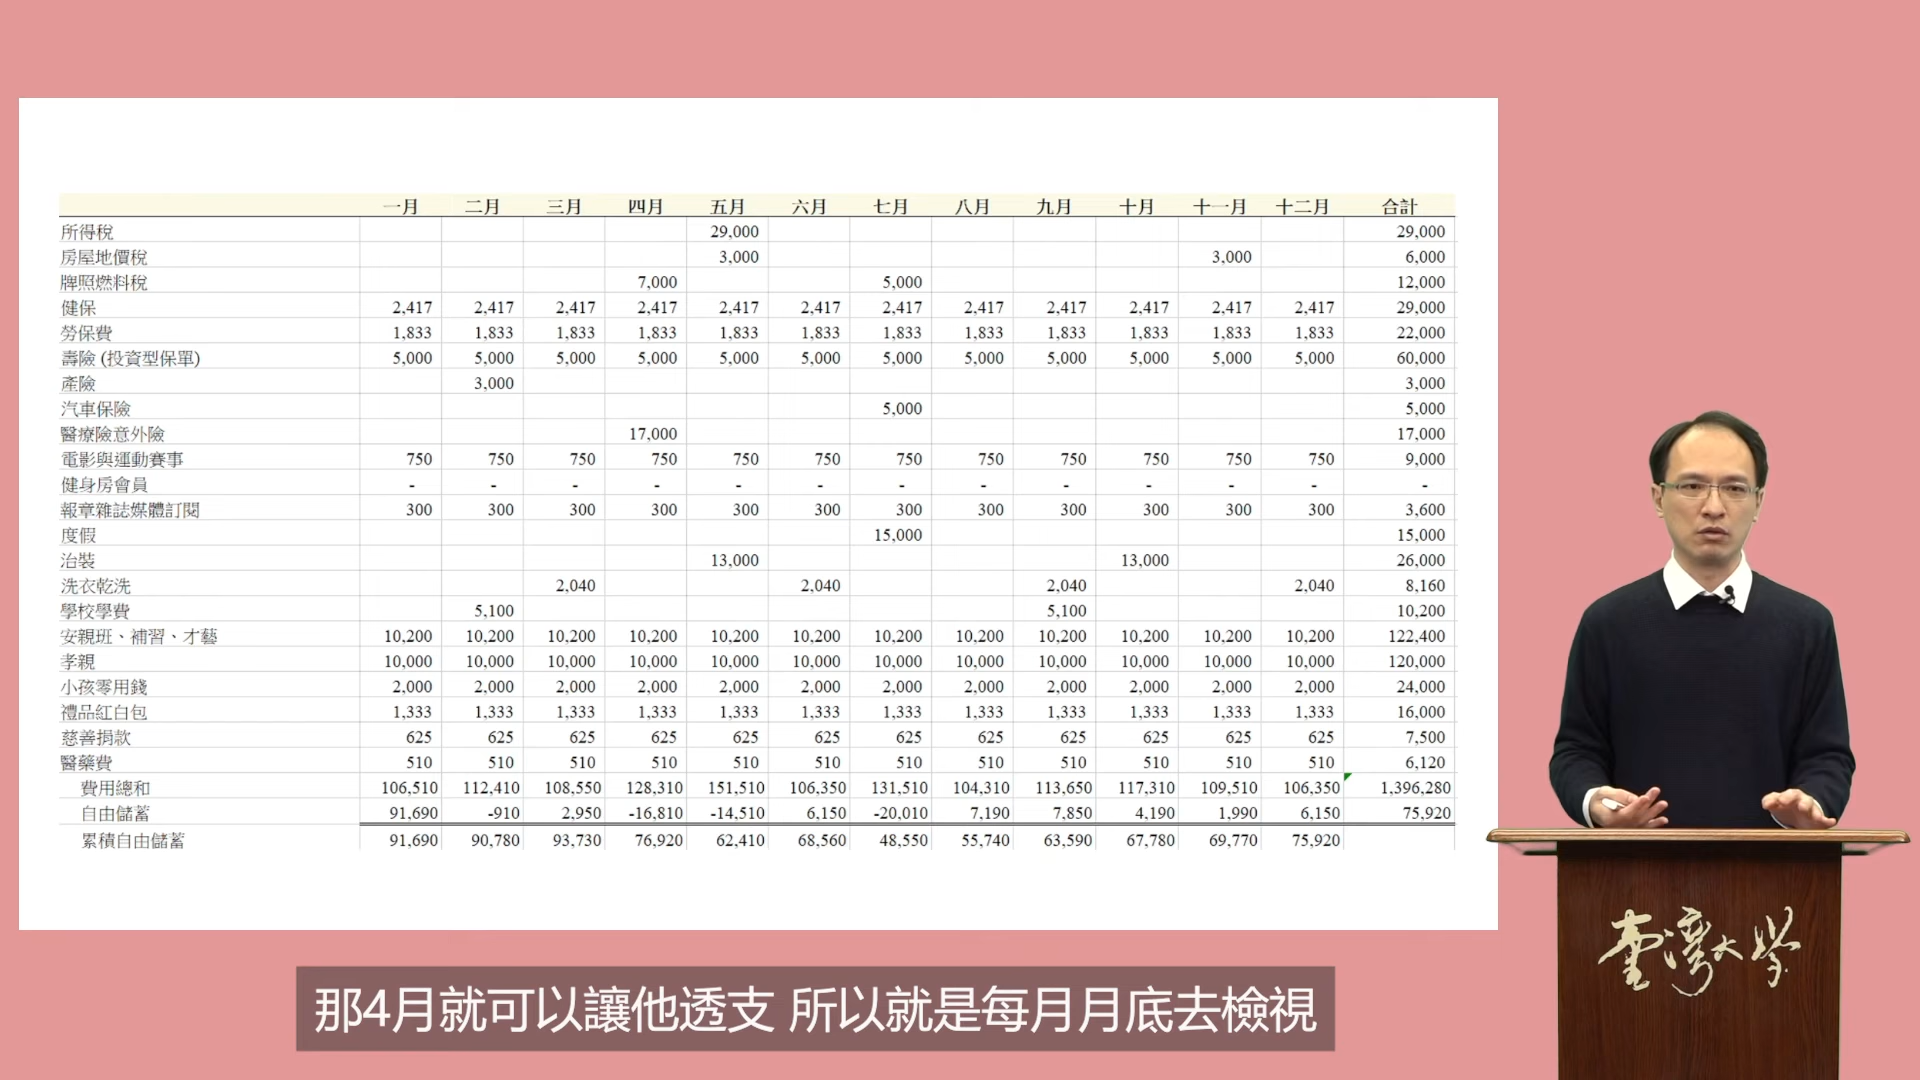 一月 二月 三月 四月 五月 六月 七月 八月 九月 十月 十一月 十二月 合計
所得稅 29,000 29,000
房屋地價稅 3,000 3,000 6,000
牌照燃料稅 7,000 5,000 12,000
健保 2,417 2,417 2,417 2,417 2,417 2,417 2,417 2,417 2,417 2,417 2,417 2,417 29,000
勞保費 1,833 1,833 1,833 1,833 1,833 1,833 1,833 1,833 1,833 1,833 1,833 1,833 22,000
壽險 (投資型保單) 5,000 5,000 5,000 5,000 5,000 5,000 5,000 5,000 5,000 5,000 5,000 5,000 60,000
產險 3,000 3,000
汽車保險 5,000 5,000
醫療險意外險 17,000 17,000
電影與運動賽事 750 750 750 750 750 750 750 750 750 750 750 750 9,000
健身房會員 - - - - - - - - - - - - -
報章雜誌媒體訂閱 300 300 300 300 300 300 300 300 300 300 300 300 3,600
度假 15,000 15,000
治裝 13,000 13,000 26,000
洗衣乾洗 2,040 2,040 2,040 2,040 8,160
學校學費 5,100 5,100 10,200
安親班、補習、才藝 10,200 10,200 10,200 10,200 10,200 10,200 10,200 10,200 10,200 10,200 10,200 10,200 122,400
孝親 10,000 10,000 10,000 10,000 10,000 10,000 10,000 10,000 10,000 10,000 10,000 10,000 120,000
小孩零用錢 2,000 2,000 2,000 2,000 2,000 2,000 2,000 2,000 2,000 2,000 2,000 2,000 24,000
禮品紅白包 1,333 1,333 1,333 1,333 1,333 1,333 1,333 1,333 1,333 1,333 1,333 1,333 16,000
慈善捐款 625 625 625 625 625 625 625 625 625 625 625 625 7,500
醫藥費 510 510 510 510 510 510 510 510 510 510 510 510 6,120
費用總和 106,510 112,410 108,550 128,310 151,510 106,350 131,510 104,310 113,650 117,310 109,510 106,350 1,396,280
自由儲蓄 91,690 -910 2,950 -16,810 -14,510 6,150 -20,010 7,190 7,850 4,190 1,990 6,150 75,920
累積自由儲蓄 91,690 90,780 93,730 76,920 62,410 68,560 48,550 55,740 63,590 67,780 69,770 75,920
臺灣大學
那4月就可以讓他透支 所以就是每月月底去檢視